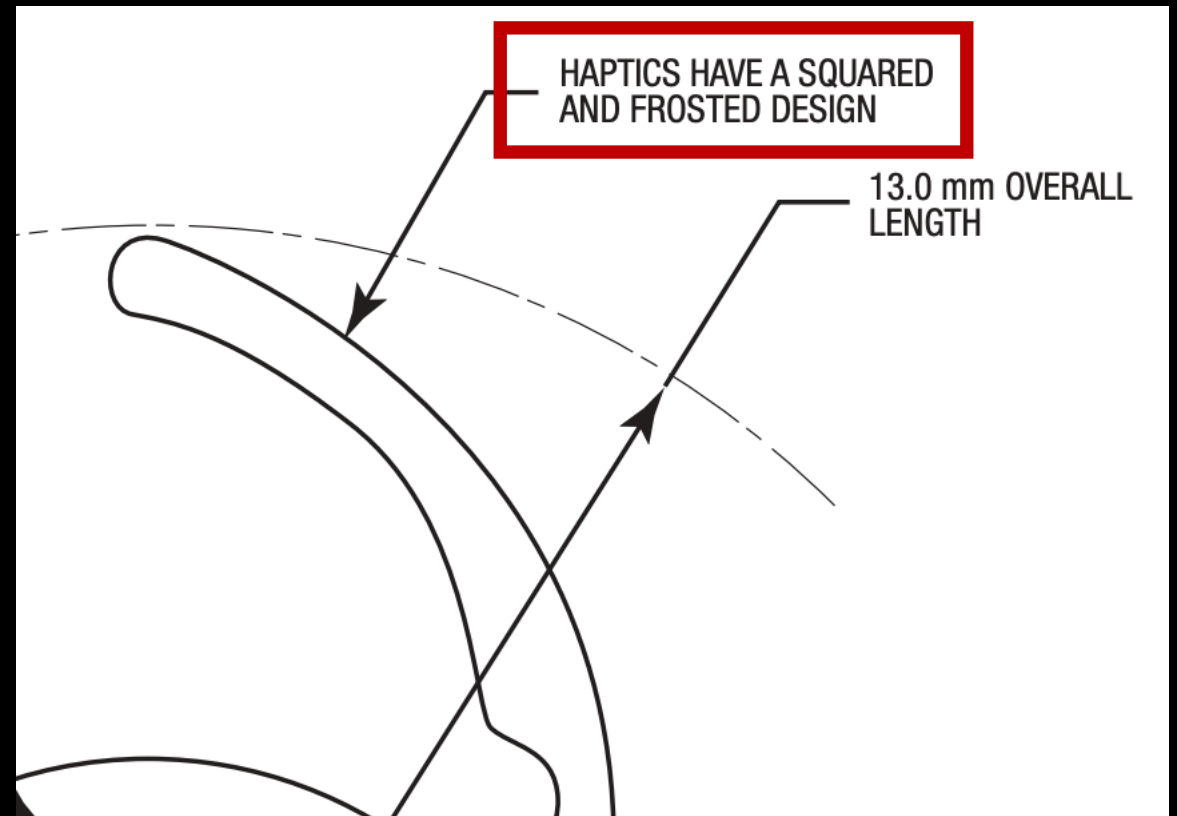 HAPTICS HAVE A SQUARED
AND FROSTED DESIGN
13.0 mm OVERALL
LENGTH